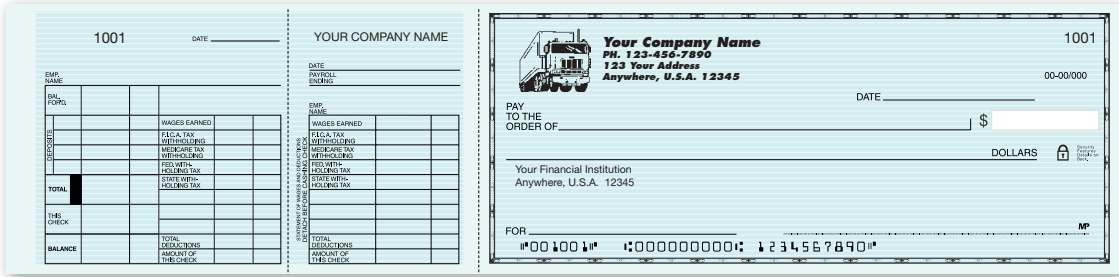 1001
DATE
EMP.
NAME
BAL.
FOR'D.
DEPOSITS
TOTAL
THIS
CHECK
BALANCE
WAGES EARNED
F.I.C.A. TAX
WITHHOLDING
MEDICARE TAX
WITHHOLDING
FED. WITH-
HOLDING TAX
STATE WITH-
HOLDING TAX
TOTAL
DEDUCTIONS
AMOUNT OF
THIS CHECK
YOUR COMPANY NAME
DATE
PAYROLL
ENDING
EMP.
NAME
STATEMENT OF WAGES AND DEDUCTIONS
DETACH BEFORE CASHING CHECK
WAGES EARNED
F.I.C.A. TAX
WITHHOLDING
MEDICARE TAX
WITHHOLDING
FED. WITH-
HOLDING TAX
STATE WITH-
HOLDING TAX
TOTAL
DEDUCTIONS
AMOUNT OF
THIS CHECK
Your Company Name
PH. 123-456-7890
123 Your Address
Anywhere, U.S.A. 12345
1001
00-00/000
DATE
PAY
TO THE
ORDER OF
$
DOLLARS
Security
Features
Details on
Back.
Your Financial Institution
Anywhere, U.S.A. 12345
FOR
MP
⑈001001⑈ ⑆000000000⑆ 1234567890⑈